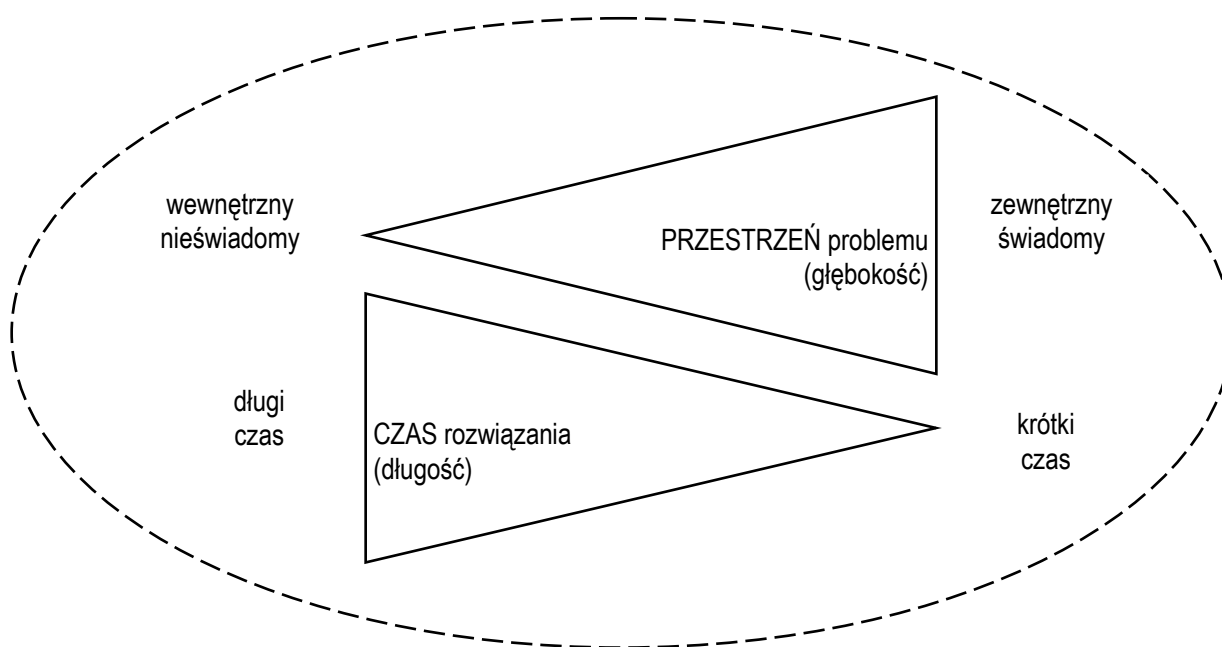 wewnętrzny
nieświadomy
PRZESTRZEŃ problemu
(głębokość)
zewnętrzny
świadomy
długi
czas
CZAS rozwiązania
(długość)
krótki
czas